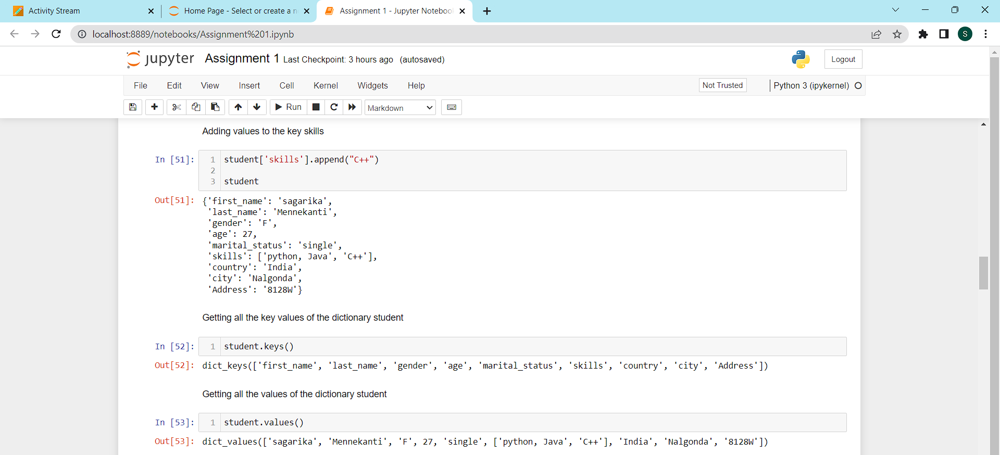 Activity Stream
Home Page - Select or create a n
Assignment 1 - Jupyter Notebook
localhost:8889/notebooks/Assignment%201.ipynb
S
jupyter Assignment 1 Last Checkpoint: 3 hours ago (autosaved)
Logout
File Edit View Insert Cell Kernel Widgets Help
Not Trusted
Python 3 (ipykernel)
Run
Markdown
Adding values to the key skills
In [51]: 1 student['skills'].append("C++")
2
3 student
Out[51]: {'first_name': 'sagarika',
'last_name': 'Mennekanti',
'gender': 'F',
'age': 27,
'marital_status': 'single',
'skills': ['python, Java', 'C++'],
'country': 'India',
'city': 'Nalgonda',
'Address': '8128W'}
Getting all the key values of the dictionary student
In [52]: 1 student.keys()
Out[52]: dict_keys(['first_name', 'last_name', 'gender', 'age', 'marital_status', 'skills', 'country', 'city', 'Address'])
Getting all the values of the dictionary student
In [53]: 1 student.values()
Out[53]: dict_values(['sagarika', 'Mennekanti', 'F', 27, 'single', ['python, Java', 'C++'], 'India', 'Nalgonda', '8128W'])